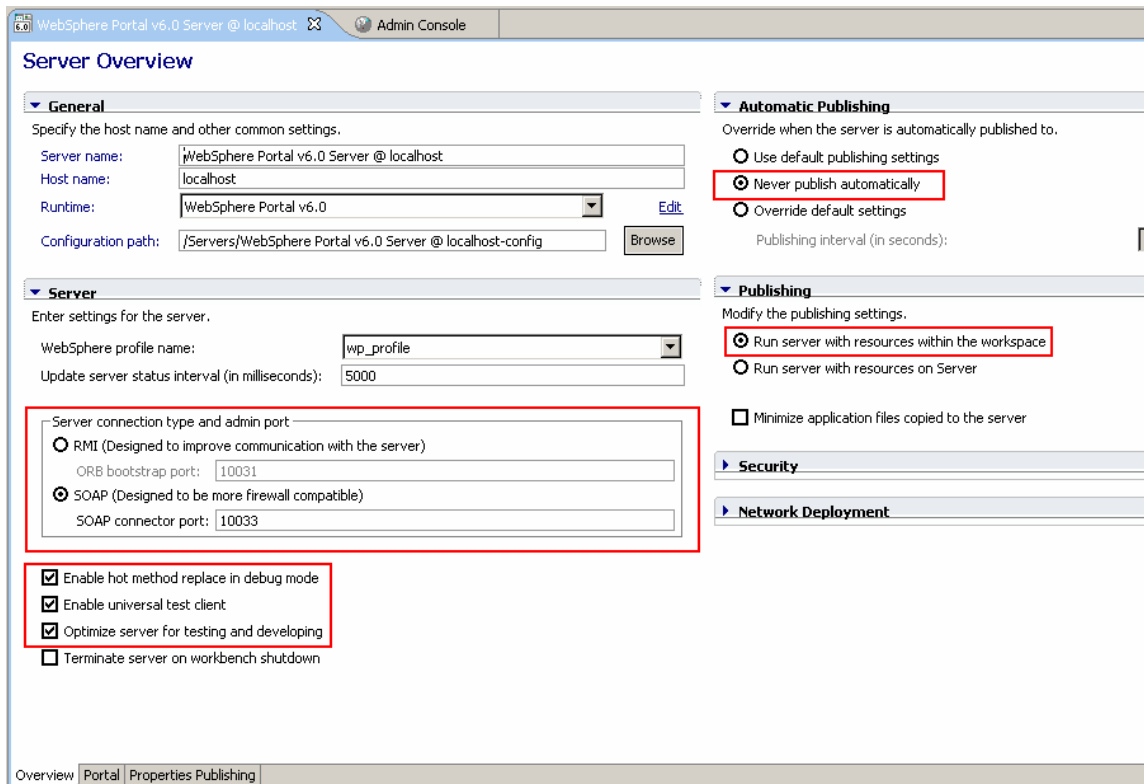 6.0 WebSphere Portal v6.0 Server @ localhost
Admin Console
Server Overview
General
Specify the host name and other common settings.
Server name: WebSphere Portal v6.0 Server @ localhost
Host name: localhost
Runtime: WebSphere Portal v6.0 Edit
Configuration path: /Servers/WebSphere Portal v6.0 Server @ localhost-config Browse
Server
Enter settings for the server.
WebSphere profile name: wp_profile
Update server status interval (in milliseconds): 5000
Server connection type and admin port
RMI (Designed to improve communication with the server)
ORB bootstrap port: 10031
SOAP (Designed to be more firewall compatible)
SOAP connector port: 10033
Enable hot method replace in debug mode
Enable universal test client
Optimize server for testing and developing
Terminate server on workbench shutdown
Automatic Publishing
Override when the server is automatically published to.
Use default publishing settings
Never publish automatically
Override default settings
Publishing interval (in seconds):
Publishing
Modify the publishing settings.
Run server with resources within the workspace
Run server with resources on Server
Minimize application files copied to the server
Security
Network Deployment
Overview Portal Properties Publishing